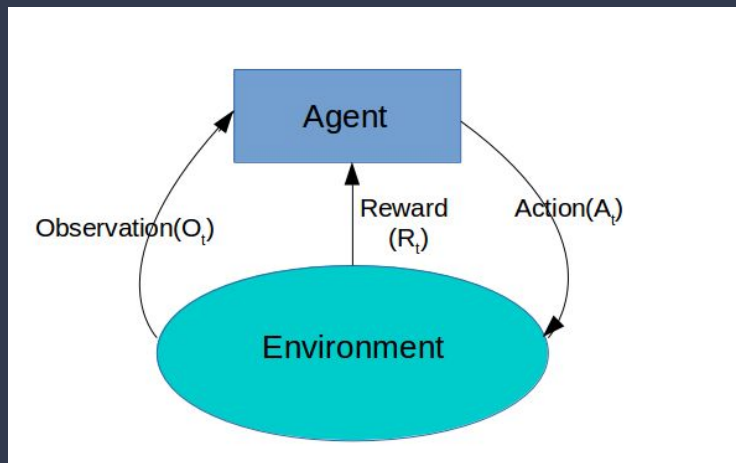 Agent
Observation(Oₜ)
Reward
(Rₜ)
Action(Aₜ)
Environment